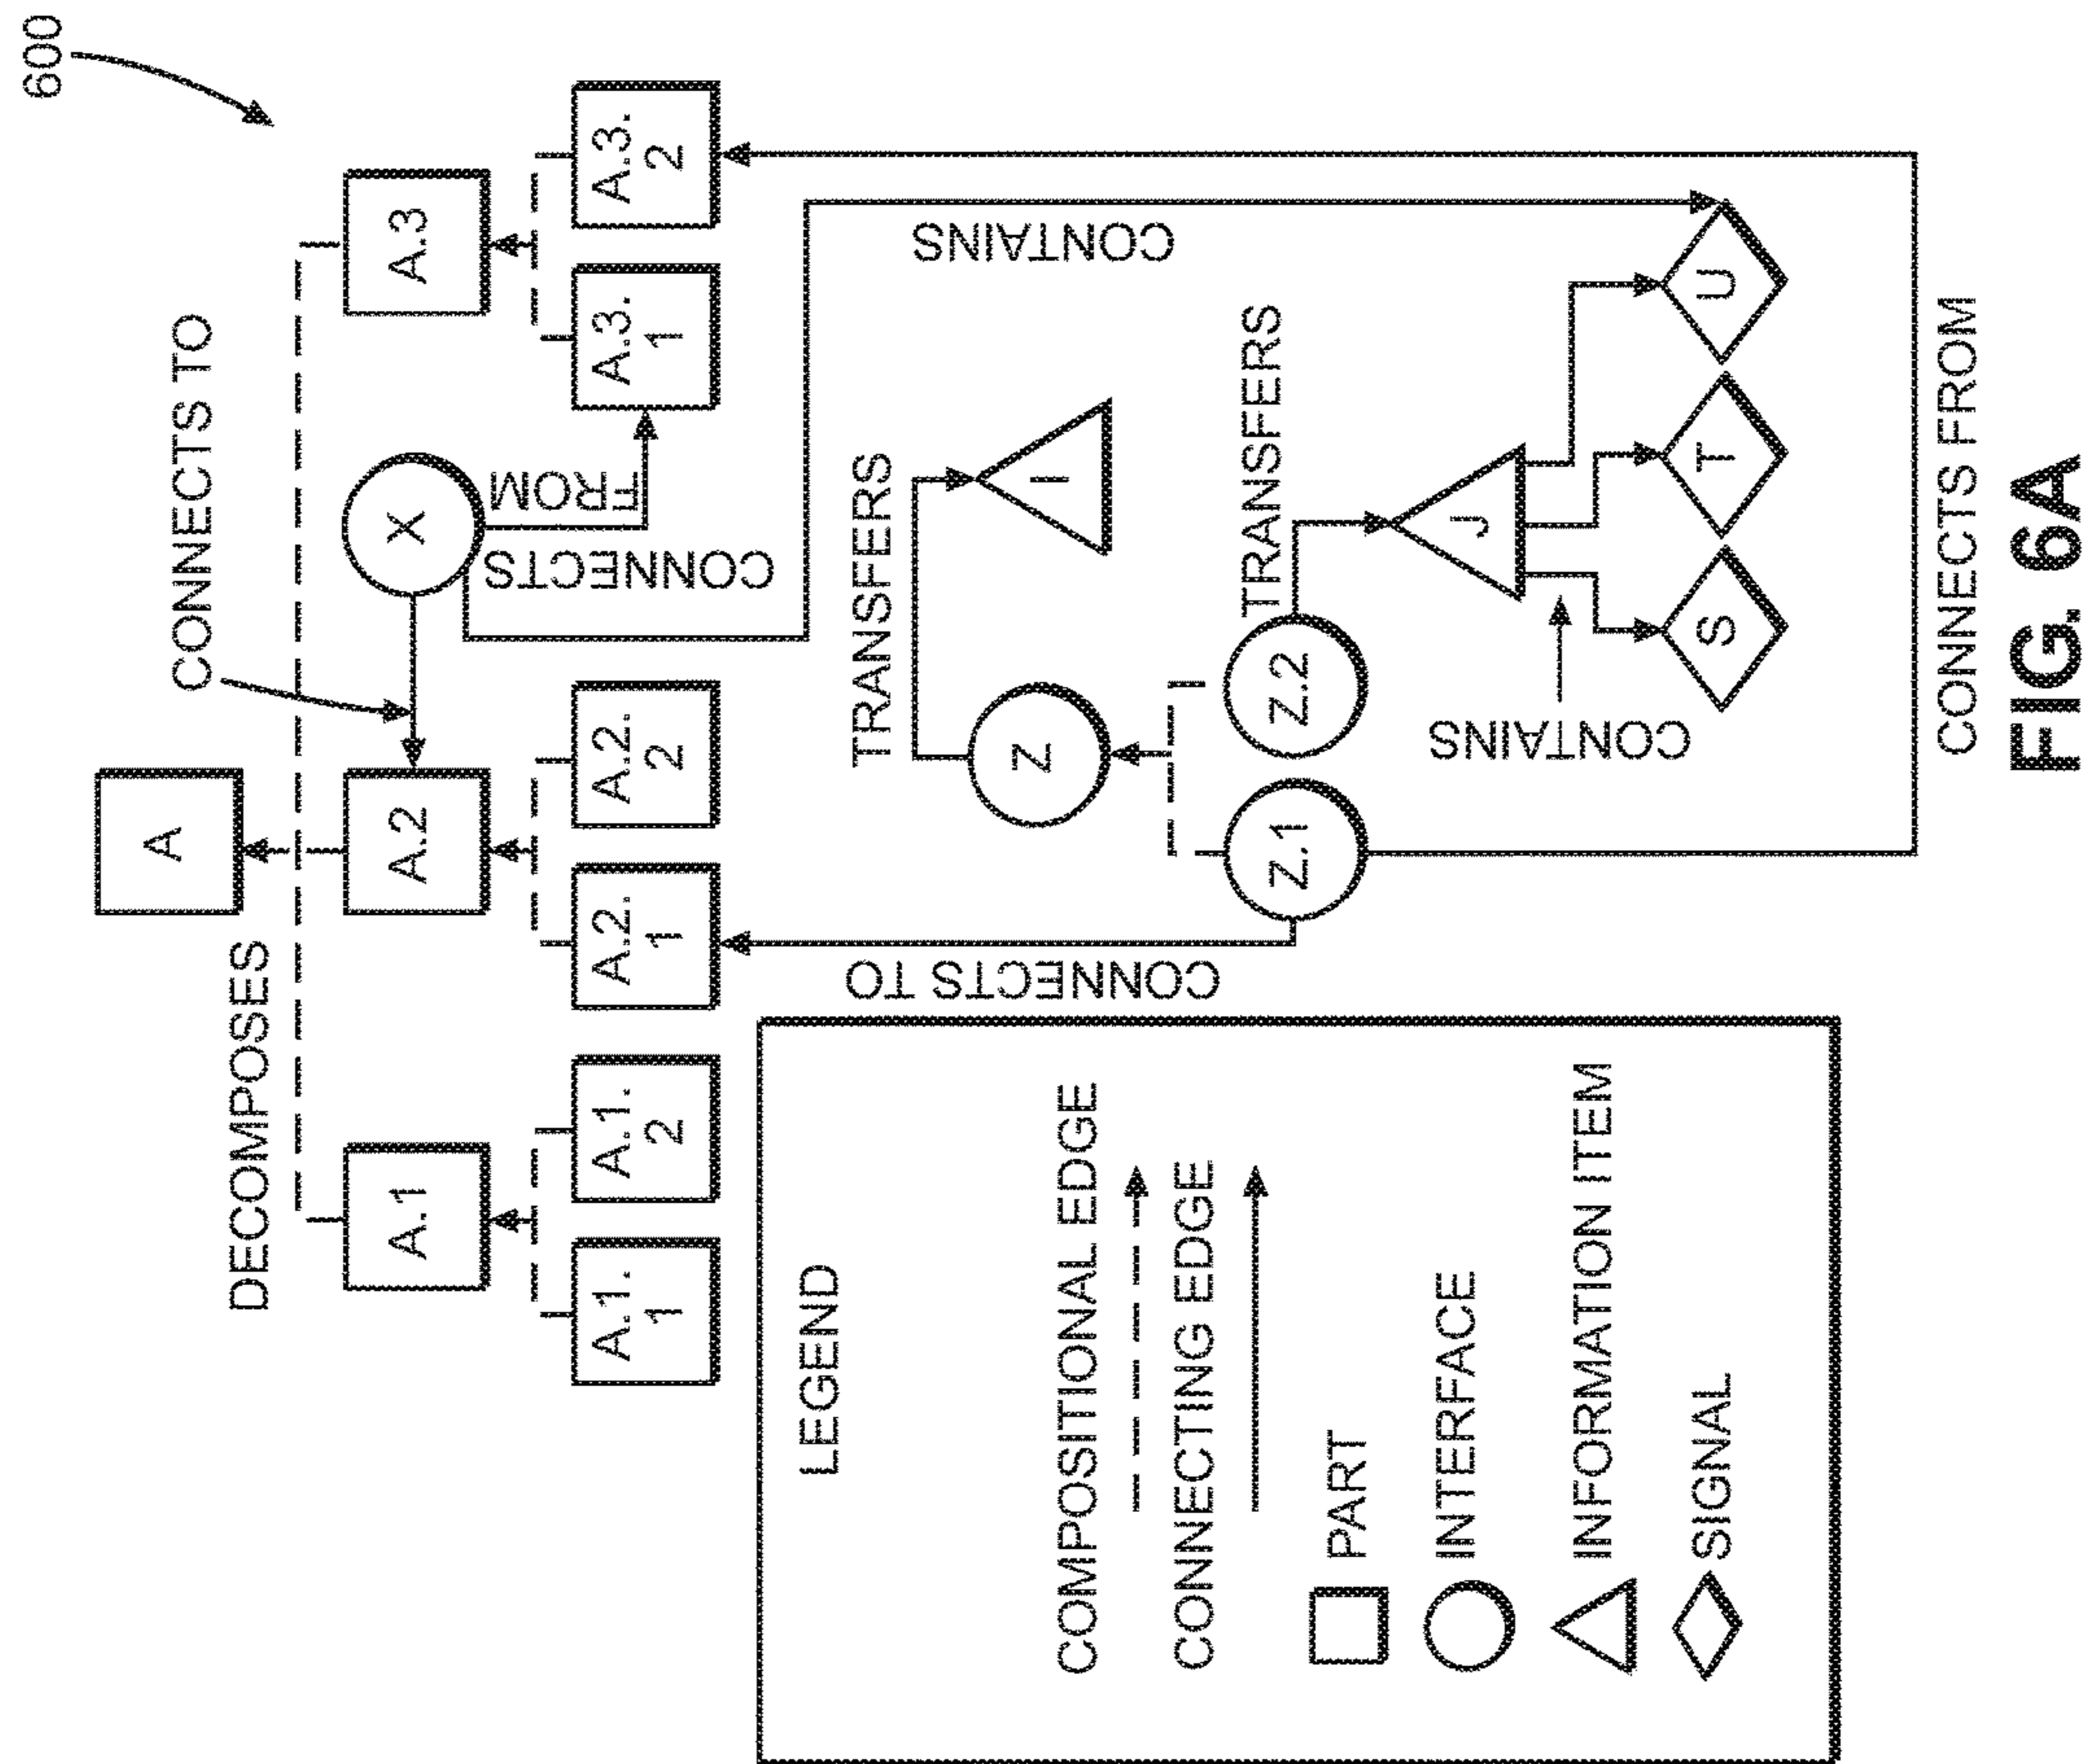 600
CONNECTS TO
DECOMPOSES
A
A.1
A.2
X
A.3
CONNECTS
FROM
A.1.
1
A.1.
2
A.2.
1
A.2.
2
A.3.
1
A.3.
2
CONNECTS TO
TRANSFERS
CONTAINS
Z
I
Z.1
Z.2
TRANSFERS
CONTAINS
J
S
T
U
CONNECTS FROM
LEGEND
COMPOSITIONAL EDGE
CONNECTING EDGE
PART
INTERFACE
INFORMATION ITEM
SIGNAL
FIG. 6A